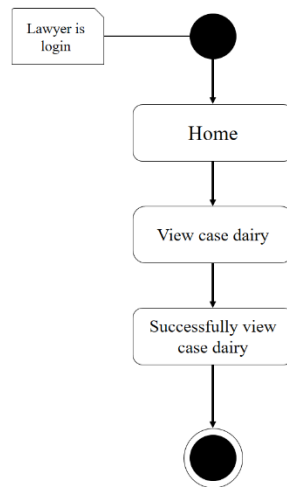 Lawyer is
login
Home
View case dairy
Successfully view
case dairy